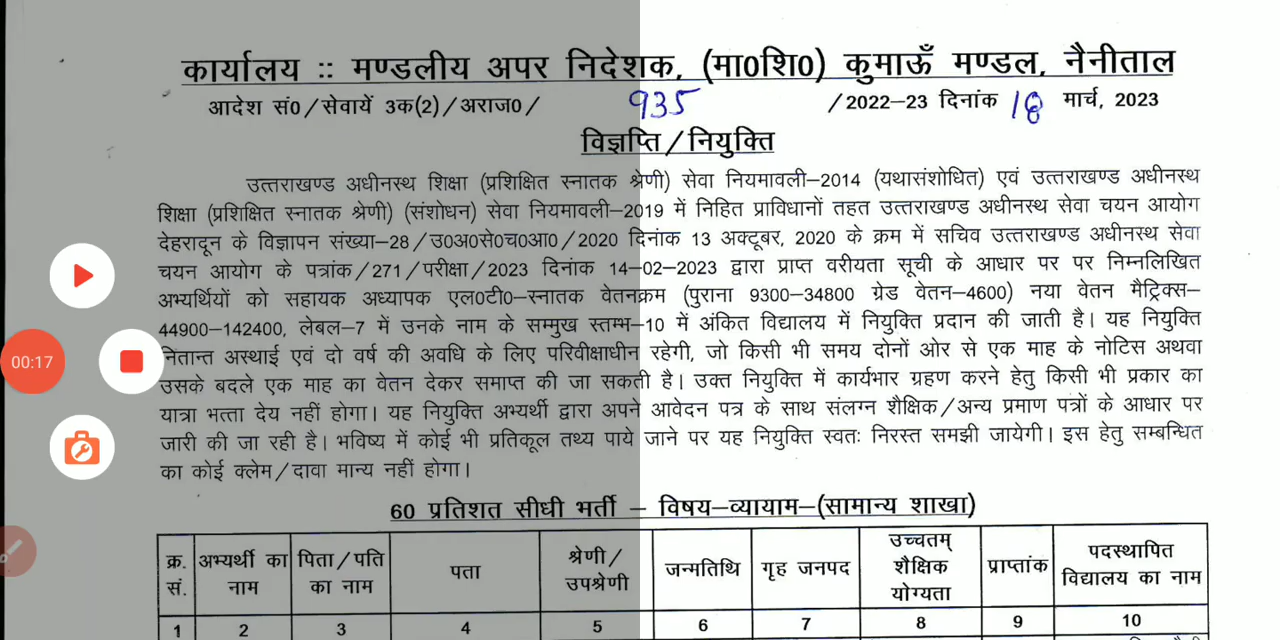 कार्यालय :: मण्डलीय अपर निदेशक, (मा0शि0) कुमाऊँ मण्डल, नैनीताल
आदेश सं0/सेवायें 3क(2)/अराज0/ 935 /2022–23 दिनांक 18 मार्च, 2023
विज्ञप्ति/नियुक्ति
उत्तराखण्ड अधीनस्थ शिक्षा (प्रशिक्षित स्नातक श्रेणी) सेवा नियमावली–2014 (यथासंशोधित) एवं उत्तराखण्ड अधीनस्थ
शिक्षा (प्रशिक्षित स्नातक श्रेणी) (संशोधन) सेवा नियमावली–2019 में निहित प्राविधानों तहत उत्तराखण्ड अधीनस्थ सेवा चयन आयोग
देहरादून के विज्ञापन संख्या–28/उ0अ0से0च0आ0/2020 दिनांक 13 अक्टूबर, 2020 के क्रम में सचिव उत्तराखण्ड अधीनस्थ सेवा
चयन आयोग के पत्रांक/271/परीक्षा/2023 दिनांक 14-02-2023 द्वारा प्राप्त वरीयता सूची के आधार पर पर निम्नलिखित
अभ्यर्थियों को सहायक अध्यापक एल0टी0–स्नातक वेतनक्रम (पुराना 9300–34800 ग्रेड वेतन–4600) नया वेतन मैट्रिक्स–
44900-142400, लेबल–7 में उनके नाम के सम्मुख स्तम्भ–10 में अंकित विद्यालय में नियुक्ति प्रदान की जाती है। यह नियुक्ति
00:17 नितान्त अस्थाई एवं दो वर्ष की अवधि के लिए परिवीक्षाधीन रहेगी, जो किसी भी समय दोनों ओर से एक माह के नोटिस अथवा
उसके बदले एक माह का वेतन देकर समाप्त की जा सकती है। उक्त नियुक्ति में कार्यभार ग्रहण करने हेतु किसी भी प्रकार का
यात्रा भत्ता देय नहीं होगा। यह नियुक्ति अभ्यर्थी द्वारा अपने आवेदन पत्र के साथ संलग्न शैक्षिक/अन्य प्रमाण पत्रों के आधार पर
जारी की जा रही है। भविष्य में कोई भी प्रतिकूल तथ्य पाये जाने पर यह नियुक्ति स्वतः निरस्त समझी जायेगी। इस हेतु सम्बन्धित
का कोई क्लेम/दावा मान्य नहीं होगा।
60 प्रतिशत सीधी भर्ती – विषय–व्यायाम–(सामान्य शाखा)
क्र. सं. अभ्यर्थी का नाम पिता/पति का नाम पता श्रेणी/ उपश्रेणी जन्मतिथि गृह जनपद उच्चतम् शैक्षिक योग्यता प्राप्तांक पदस्थापित विद्यालय का नाम
1 2 3 4 5 6 7 8 9 10